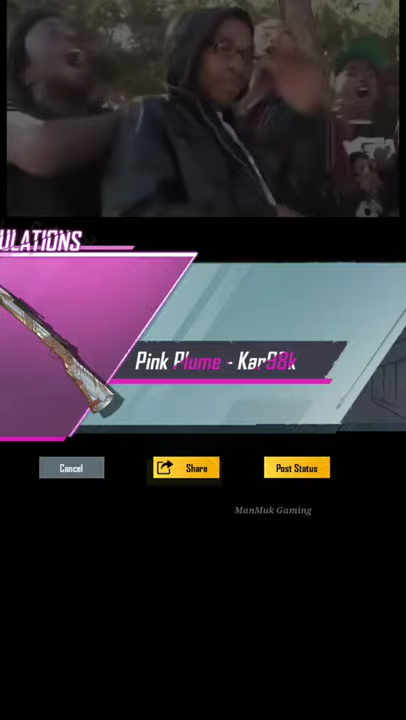 ULATIONS
Pink Plume - Kar98k
Cancel
Share
Post Status
ManMuk Gaming